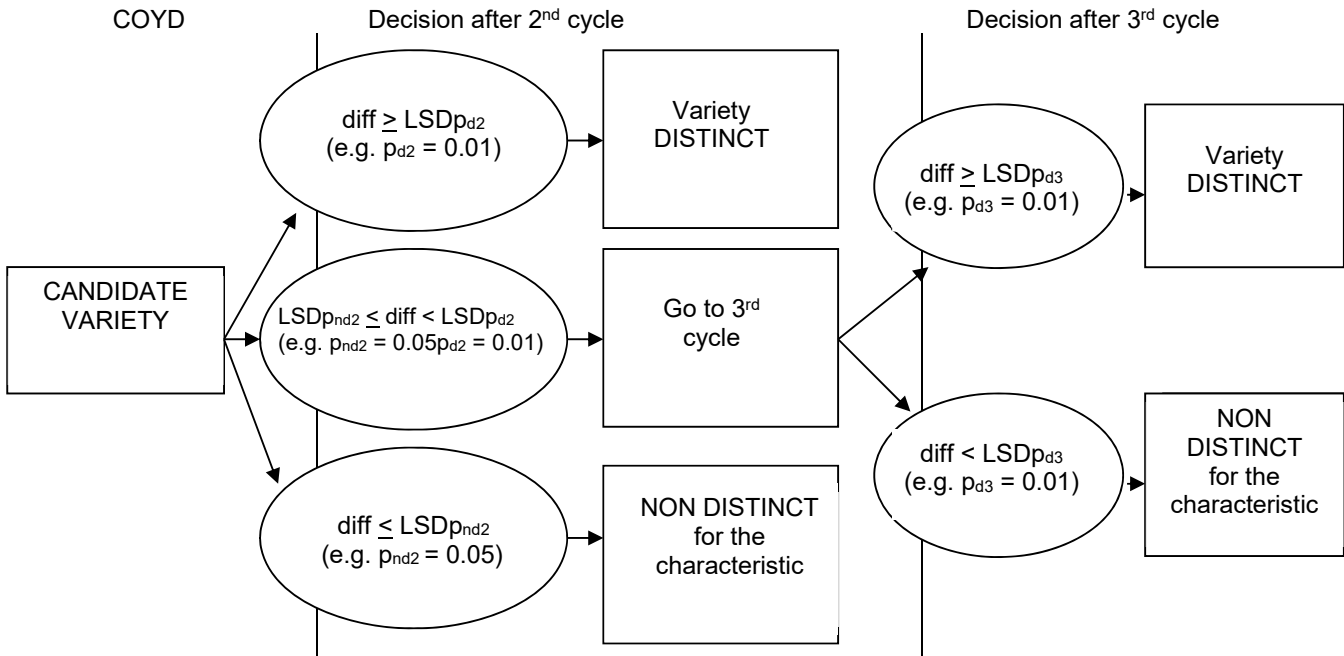 COYD
Decision after 2nd cycle
Decision after 3rd cycle
diff ≥ LSDpd2
(e.g. pd2 = 0.01)
Variety
DISTINCT
diff ≥ LSDpd3
(e.g. pd3 = 0.01)
Variety
DISTINCT
CANDIDATE
VARIETY
LSDpnd2 ≤ diff < LSDpd2
(e.g. pnd2 = 0.05pd2 = 0.01)
Go to 3rd
cycle
diff ≤ LSDpnd2
(e.g. pnd2 = 0.05)
NON DISTINCT
for the
characteristic
diff < LSDpd3
(e.g. pd3 = 0.01)
NON
DISTINCT
for the
characteristic